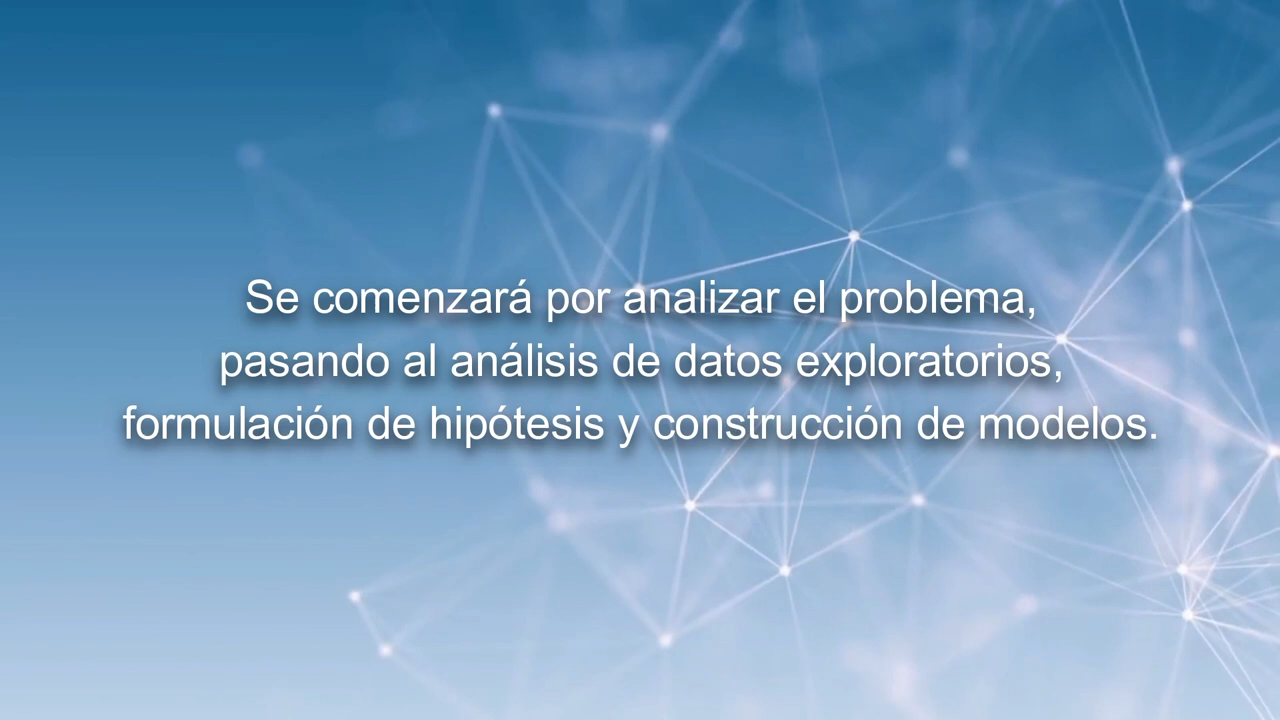 Se comenzará por analizar el problema,
pasando al análisis de datos exploratorios,
formulación de hipótesis y construcción de modelos.